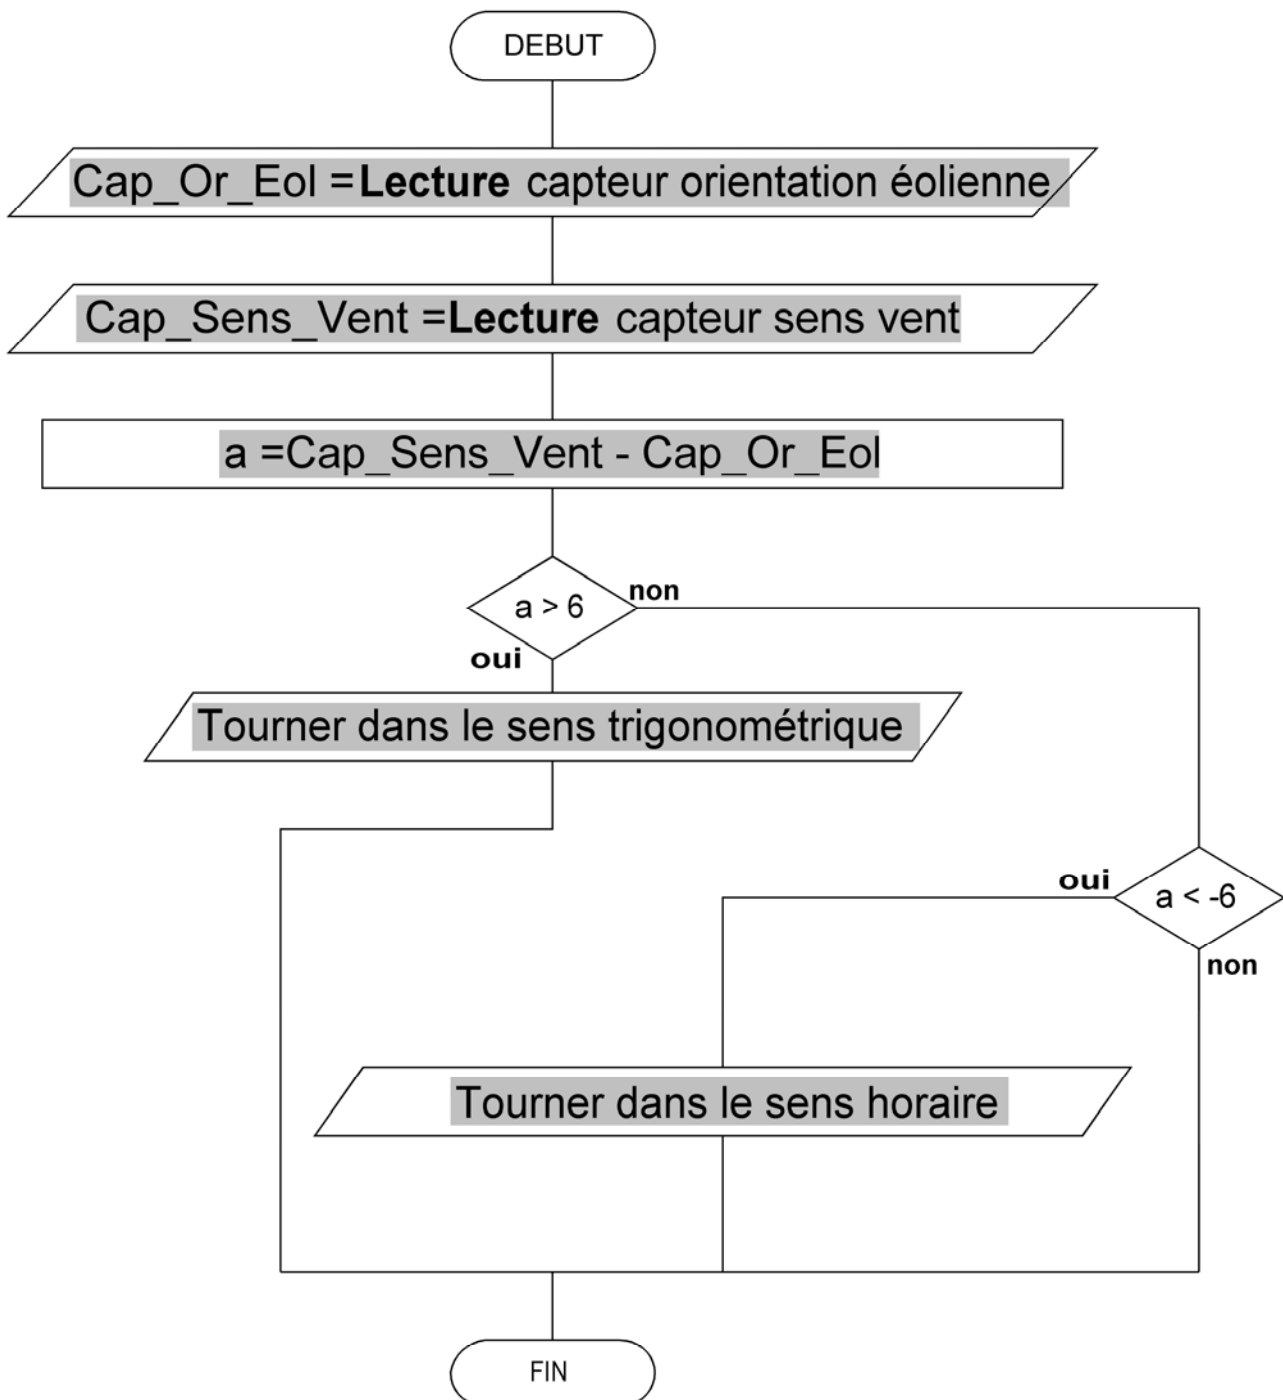 DEBUT
Cap_Or_Eol =Lecture capteur orientation éolienne
Cap_Sens_Vent =Lecture capteur sens vent
a =Cap_Sens_Vent - Cap_Or_Eol
a > 6
non
oui
Tourner dans le sens trigonométrique
oui
a < -6
non
Tourner dans le sens horaire
FIN